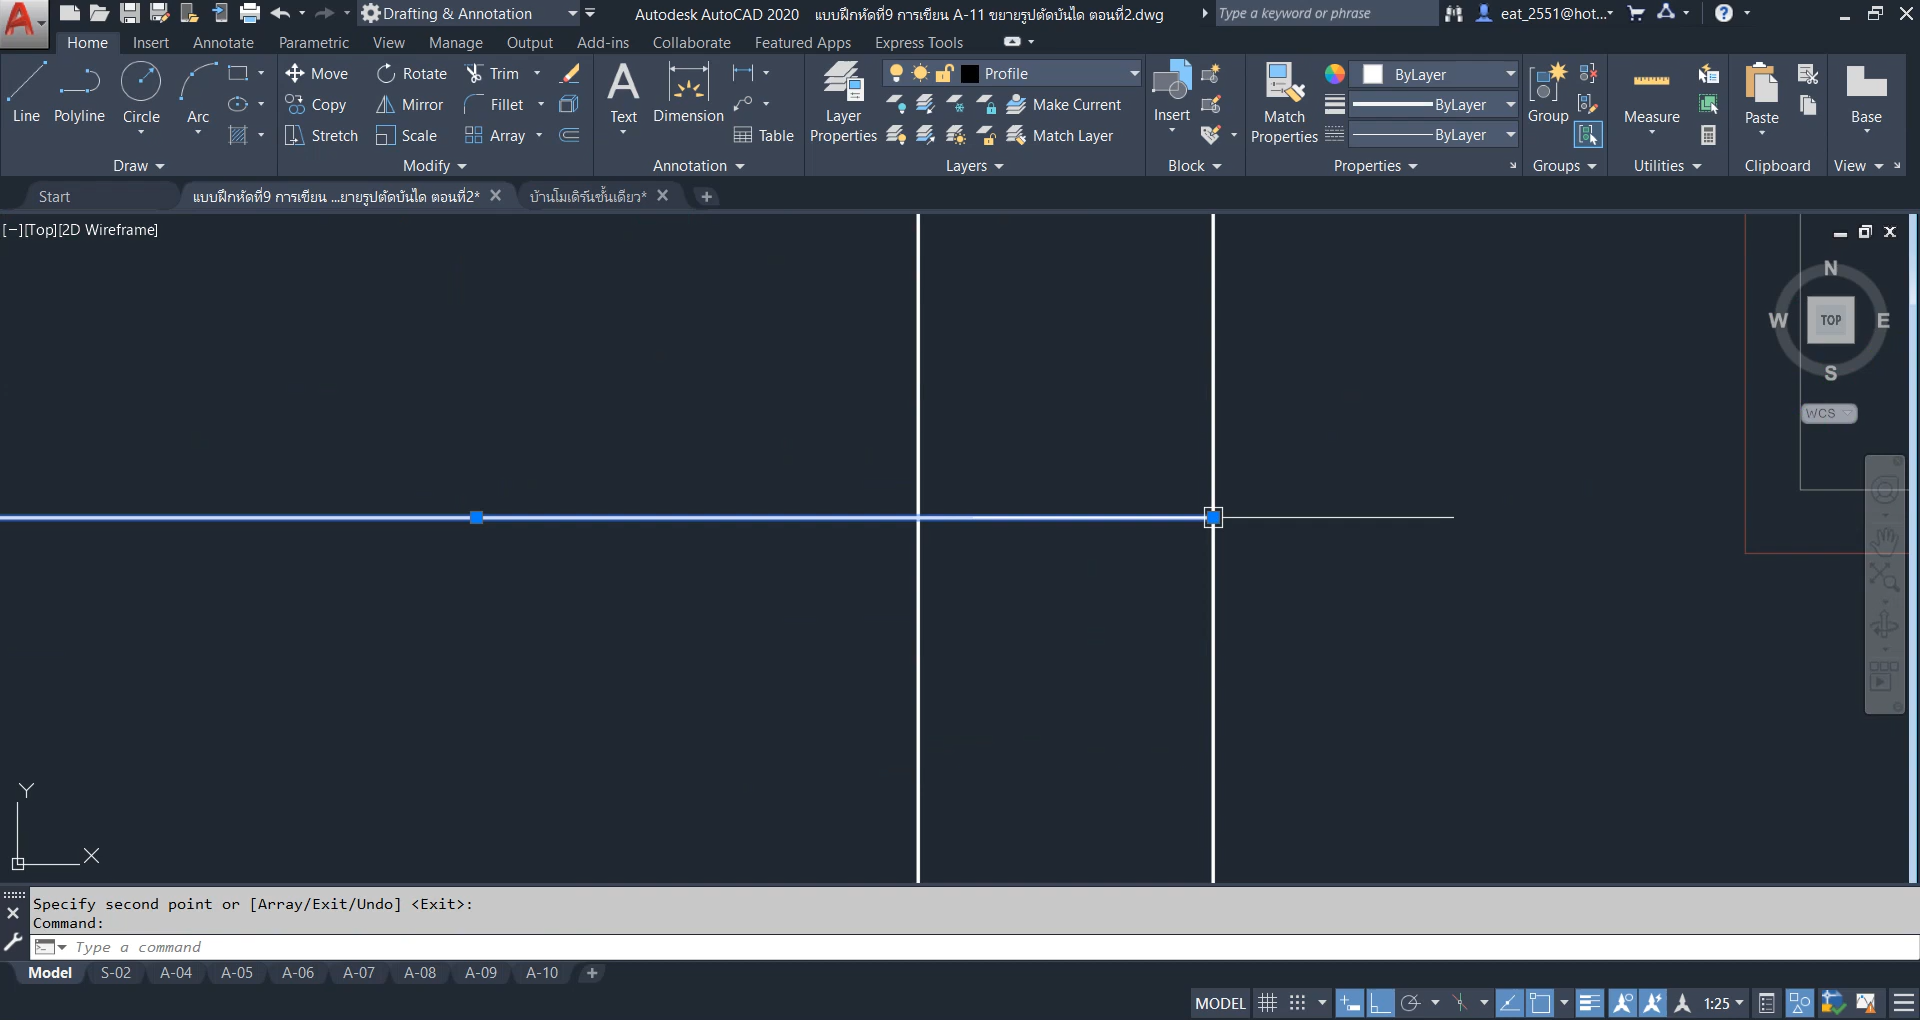 Drafting & Annotation
Autodesk AutoCAD 2020 แบบฝึกหัดที่9 การเขียน A-11 ขยายรูปตัดบันได ตอนที่2.dwg
Type a keyword or phrase
eat_2551@hot...
Home Insert Annotate Parametric View Manage Output Add-ins Collaborate Featured Apps Express Tools
Line Polyline Circle Arc
Move Rotate Trim
Copy Mirror Fillet
Stretch Scale Array
Text Dimension Table
Layer Properties
Profile
Make Current
Match Layer
Insert
Match Properties
ByLayer
ByLayer
ByLayer
Group
Measure
Paste
Base
Draw Modify Annotation Layers Block Properties Groups Utilities Clipboard View
Start
แบบฝึกหัดที่9 การเขียน ...ยายรูปตัดบันได ตอนที่2*
บ้านโมเดิร์นชั้นเดียว*
[−][Top][2D Wireframe]
N
W TOP E
S
WCS
Y
X
Specify second point or [Array/Exit/Undo] <Exit>:
Command:
Type a command
Model S-02 A-04 A-05 A-06 A-07 A-08 A-09 A-10
MODEL
1:25